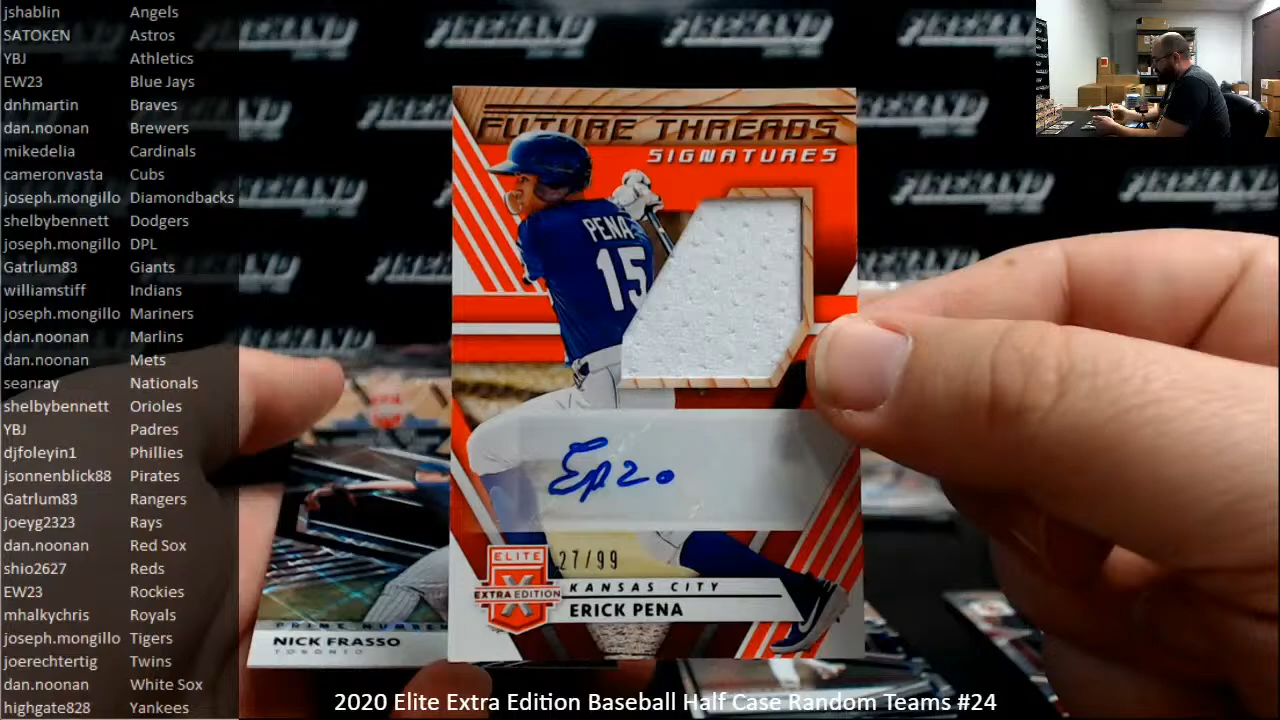 jshablin Angels
SATOKEN Astros
YBJ Athletics
EW23 Blue Jays
dnhmartin Braves
dan.noonan Brewers
mikedelia Cardinals
cameronvasta Cubs
joseph.mongillo Diamondbacks
shelbybennett Dodgers
joseph.mongillo DPL
Gatrlum83 Giants
williamstiff Indians
joseph.mongillo Mariners
dan.noonan Marlins
dan.noonan Mets
seanray Nationals
shelbybennett Orioles
YBJ Padres
djfoleyin1 Phillies
jsonnenblick88 Pirates
Gatrlum83 Rangers
joeyg2323 Rays
dan.noonan Red Sox
shio2627 Reds
EW23 Rockies
mhalkychris Royals
joseph.mongillo Tigers
joerechtertig Twins
dan.noonan White Sox
highgate828 Yankees
FUTURE THREADS
SIGNATURES
PENA
15
27/99
ELITE
EXTRA EDITION
X
KANSAS CITY
ERICK PENA
PRIME NUMBER
NICK FRASSO
TORONTO
2020 Elite Extra Edition Baseball Half Case Random Teams #24